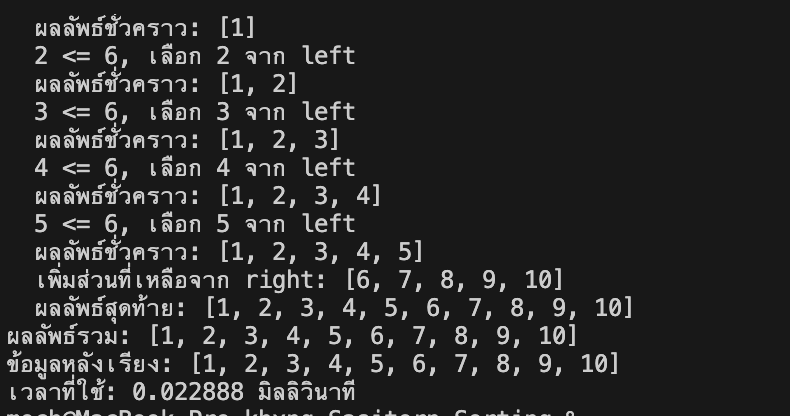 ผลลัพธ์ชั่วคราว: [1]
2 <= 6, เลือก 2 จาก left
ผลลัพธ์ชั่วคราว: [1, 2]
3 <= 6, เลือก 3 จาก left
ผลลัพธ์ชั่วคราว: [1, 2, 3]
4 <= 6, เลือก 4 จาก left
ผลลัพธ์ชั่วคราว: [1, 2, 3, 4]
5 <= 6, เลือก 5 จาก left
ผลลัพธ์ชั่วคราว: [1, 2, 3, 4, 5]
เพิ่มส่วนที่เหลือจาก right: [6, 7, 8, 9, 10]
ผลลัพธ์สุดท้าย: [1, 2, 3, 4, 5, 6, 7, 8, 9, 10]
ผลลัพธ์รวม: [1, 2, 3, 4, 5, 6, 7, 8, 9, 10]
ข้อมูลหลังเรียง: [1, 2, 3, 4, 5, 6, 7, 8, 9, 10]
เวลาที่ใช้: 0.022888 มิลลิวินาที